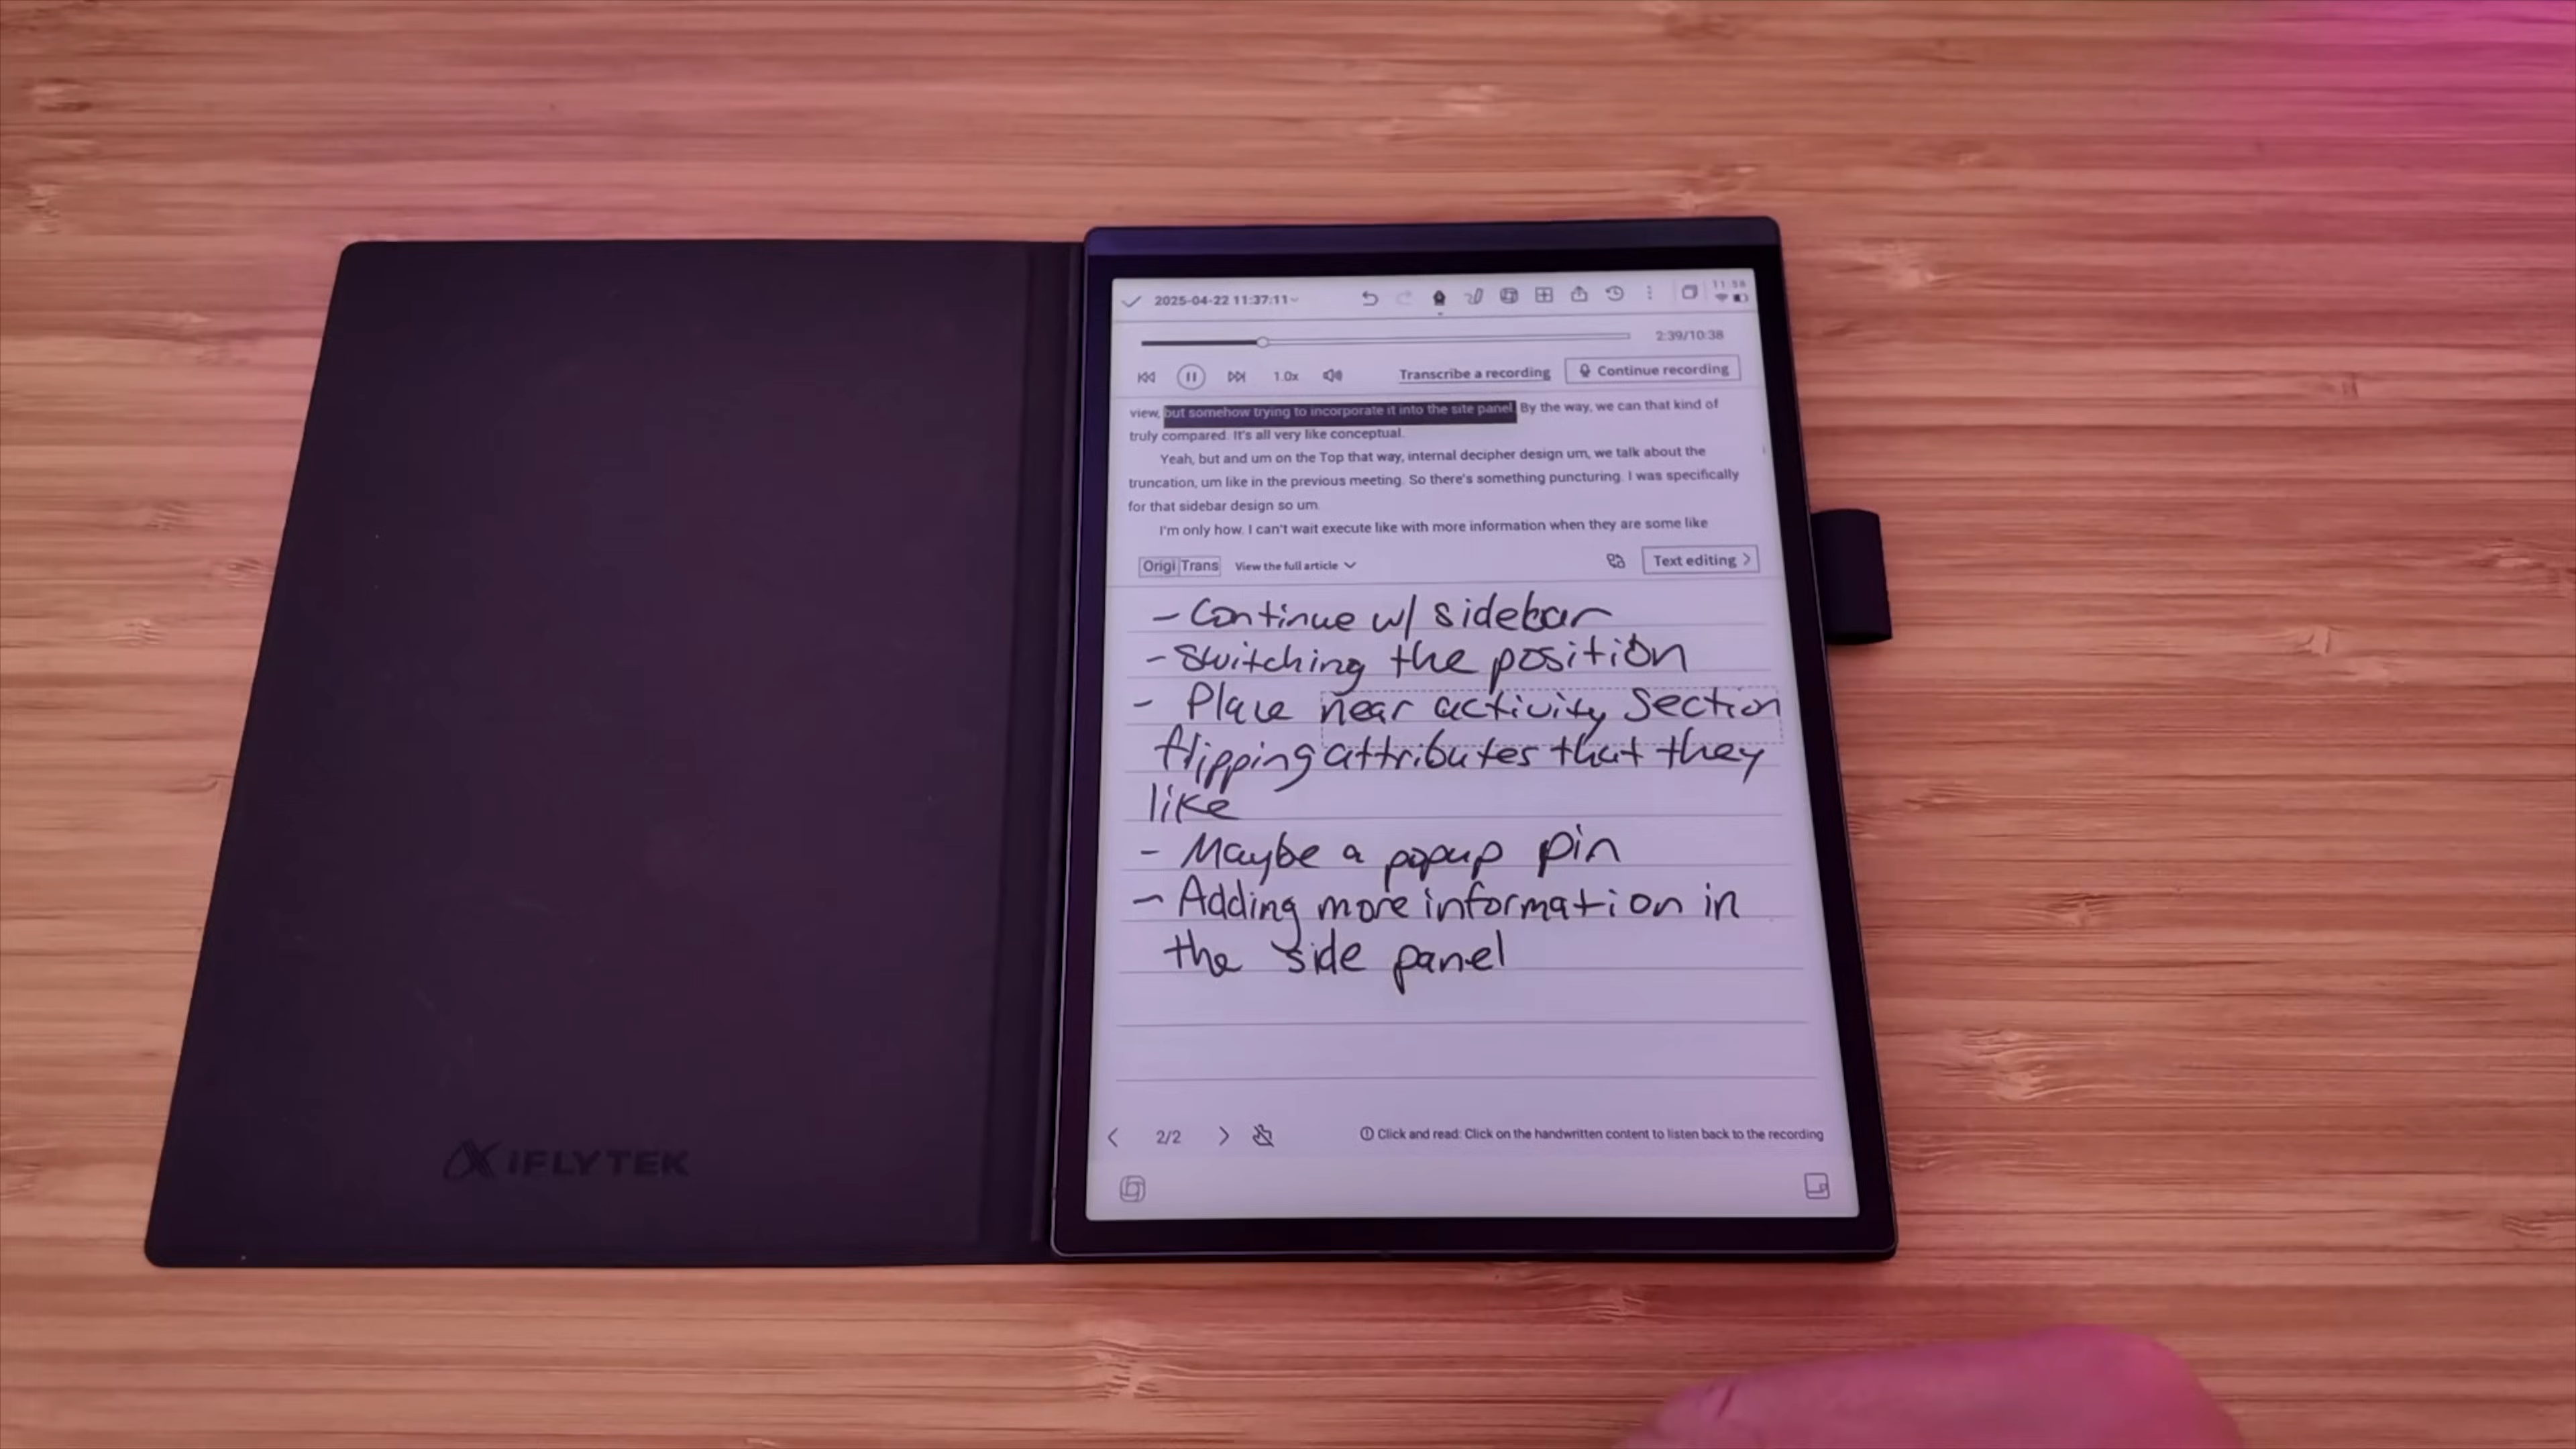 2025-04-22 11:37:11
11:58
2:39/10:38
1.0x
Transcribe a recording
Continue recording
view, but somehow trying to incorporate it into the site panel. By the way, we can that kind of
truly compared. It's all very like conceptual.
Yeah, but and um on the Top that way, internal decipher design um, we talk about the
truncation, um like in the previous meeting. So there's something puncturing. I was specifically
for that sidebar design so um.
I'm only how. I can't wait execute like with more information when they are some like
Origi Trans
View the full article
Text editing >
- Continue w/ sidebar
- Switching the position
- Place near activity Section
flipping attributes that they
like
- Maybe a popup pin
- Adding more information in
the side panel
2/2
Click and read: Click on the handwritten content to listen back to the recording
IFLYTEK